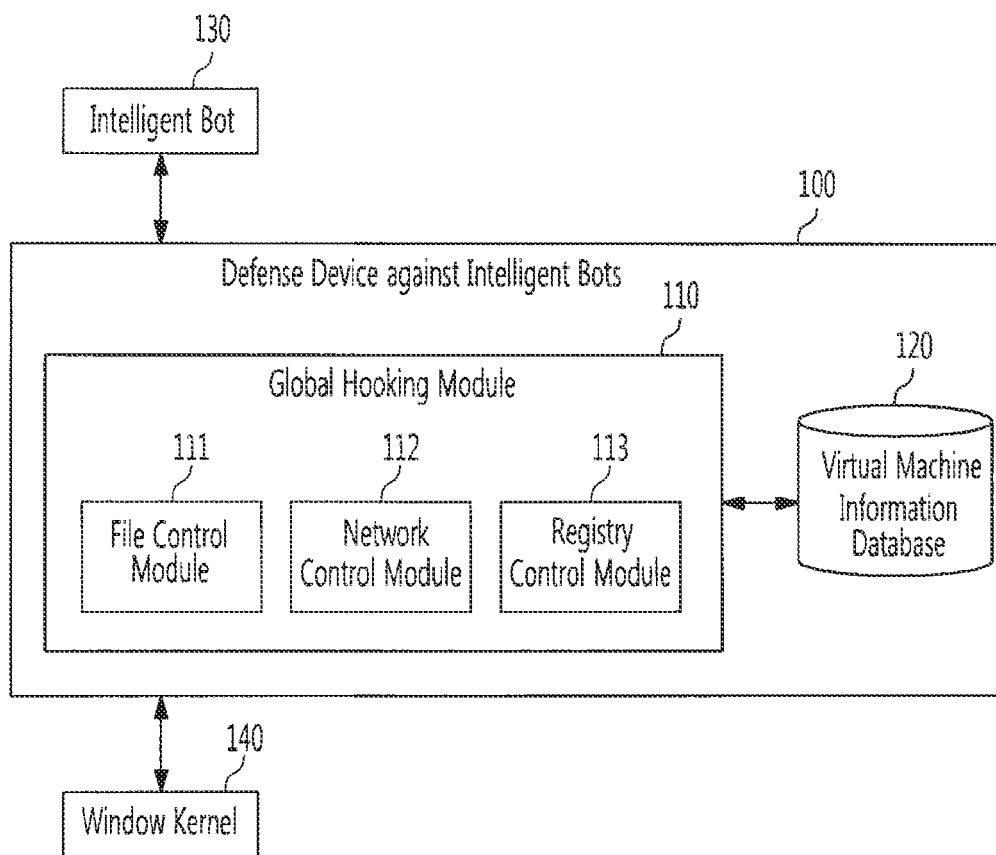 130
Intelligent Bot
100
Defense Device against Intelligent Bots
110
Global Hooking Module
120
111
112
113
File Control
Module
Network
Control Module
Registry
Control Module
Virtual Machine
Information
Database
140
Window Kernel